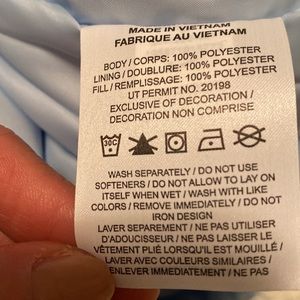 MADE IN VIETNAM
FABRIQUE AU VIETNAM
BODY / CORPS: 100% POLYESTER
LINING / DOUBLURE: 100% POLYESTER
FILL / REMPLISSAGE: 100% POLYESTER
UT PERMIT NO. 20198
EXCLUSIVE OF DECORATION /
DECORATION NON COMPRISE
30C
WASH SEPARATELY / DO NOT USE
SOFTENERS / DO NOT ALLOW TO LAY ON
ITSELF WHEN WET / WASH WITH LIKE
COLORS / REMOVE IMMEDIATELY / DO NOT
IRON DESIGN
LAVER SEPAREMENT / NE PAS UTILISER
D'ADOUCISSEUR / NE PAS LAISSER LE
VÊTEMENT PLIÉ LORSQU'IL EST MOUILLÉ /
LAVER AVEC COULEURS SIMILAIRES /
ENLEVER IMMEDIATEMENT / NE PAS